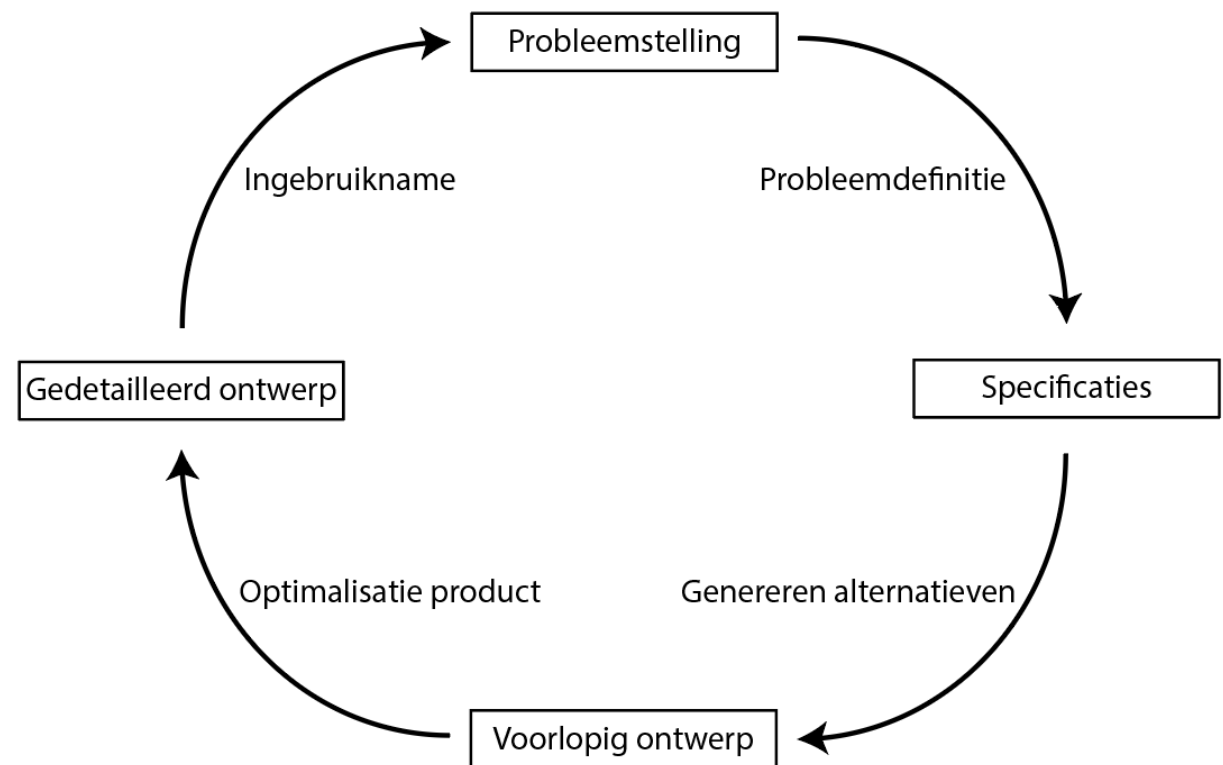 Probleemstelling
Ingebruikname
Probleemdefinitie
Gedetailleerd ontwerp
Specificaties
Optimalisatie product
Genereren alternatieven
Voorlopig ontwerp